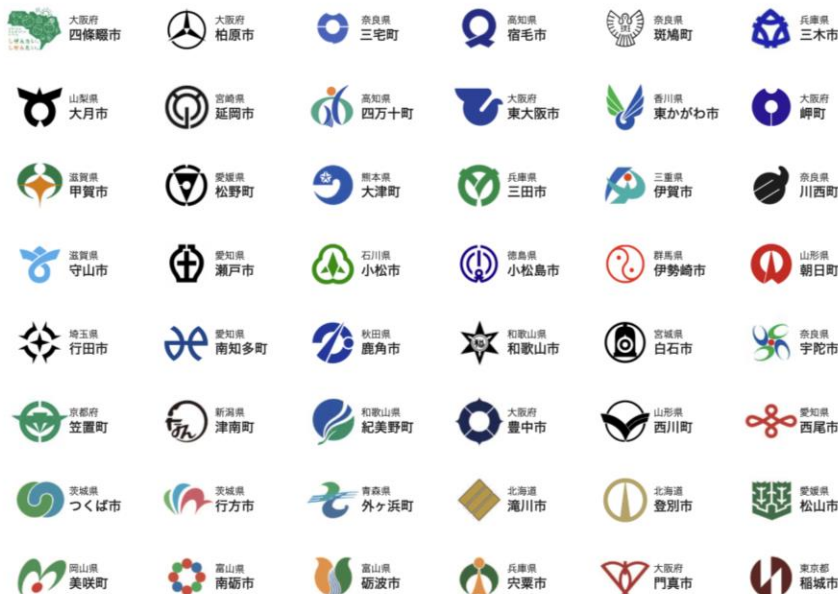 大阪府
四條畷市
大阪府
柏原市
奈良県
三宅町
高知県
宿毛市
奈良県
斑鳩町
兵庫県
三木市
山梨県
大月市
宮崎県
延岡市
高知県
四万十町
大阪府
東大阪市
香川県
東かがわ市
大阪府
岬町
滋賀県
甲賀市
愛媛県
松野町
熊本県
大津町
兵庫県
三田市
三重県
伊賀市
奈良県
川西町
滋賀県
守山市
愛知県
瀬戸市
石川県
小松市
徳島県
小松島市
群馬県
伊勢崎市
山形県
朝日町
埼玉県
行田市
愛知県
南知多町
秋田県
鹿角市
和歌山県
和歌山市
宮城県
白石市
奈良県
宇陀市
京都府
笠置町
新潟県
津南町
和歌山県
紀美野町
大阪府
豊中市
山形県
西川町
愛知県
西尾市
茨城県
つくば市
茨城県
行方市
青森県
外ヶ浜町
北海道
滝川市
北海道
登別市
愛媛県
松山市
岡山県
美咲町
富山県
南砺市
富山県
砺波市
兵庫県
宍粟市
大阪府
門真市
東京都
稲城市